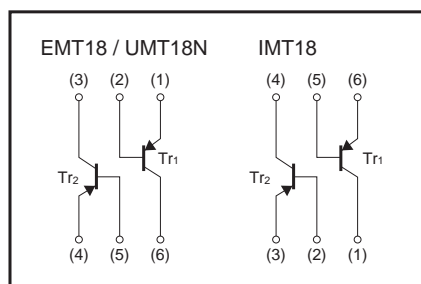 EMT18 / UMT18N IMT18
(3) (2) (1) (4) (5) (6)
Tr1 Tr1
Tr2 Tr2
(4) (5) (6) (3) (2) (1)